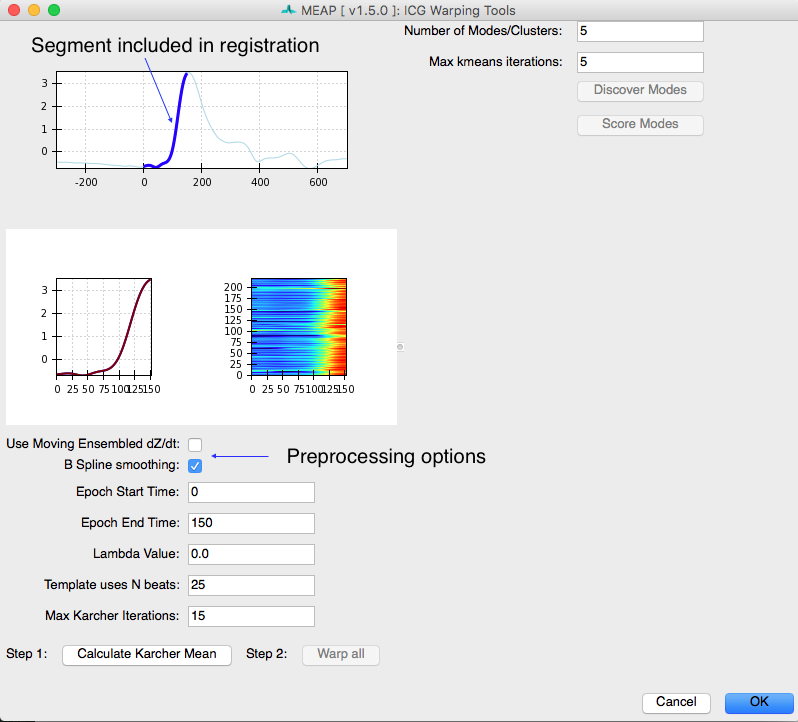 MEAP [ v1.5.0 ]: ICG Warping Tools
Segment included in registration
3
2
1
0
-200 0 200 400 600
Number of Modes/Clusters: 5
Max kmeans iterations: 5
Discover Modes
Score Modes
3
2
1
0
0 25 50 75 100 125 150
200
175
150
125
100
75
50
25
0
0 25 50 75 100 125 150
Use Moving Ensembled dZ/dt:
B Spline smoothing:
Preprocessing options
Epoch Start Time: 0
Epoch End Time: 150
Lambda Value: 0.0
Template uses N beats: 25
Max Karcher Iterations: 15
Step 1: Calculate Karcher Mean Step 2: Warp all
Cancel OK